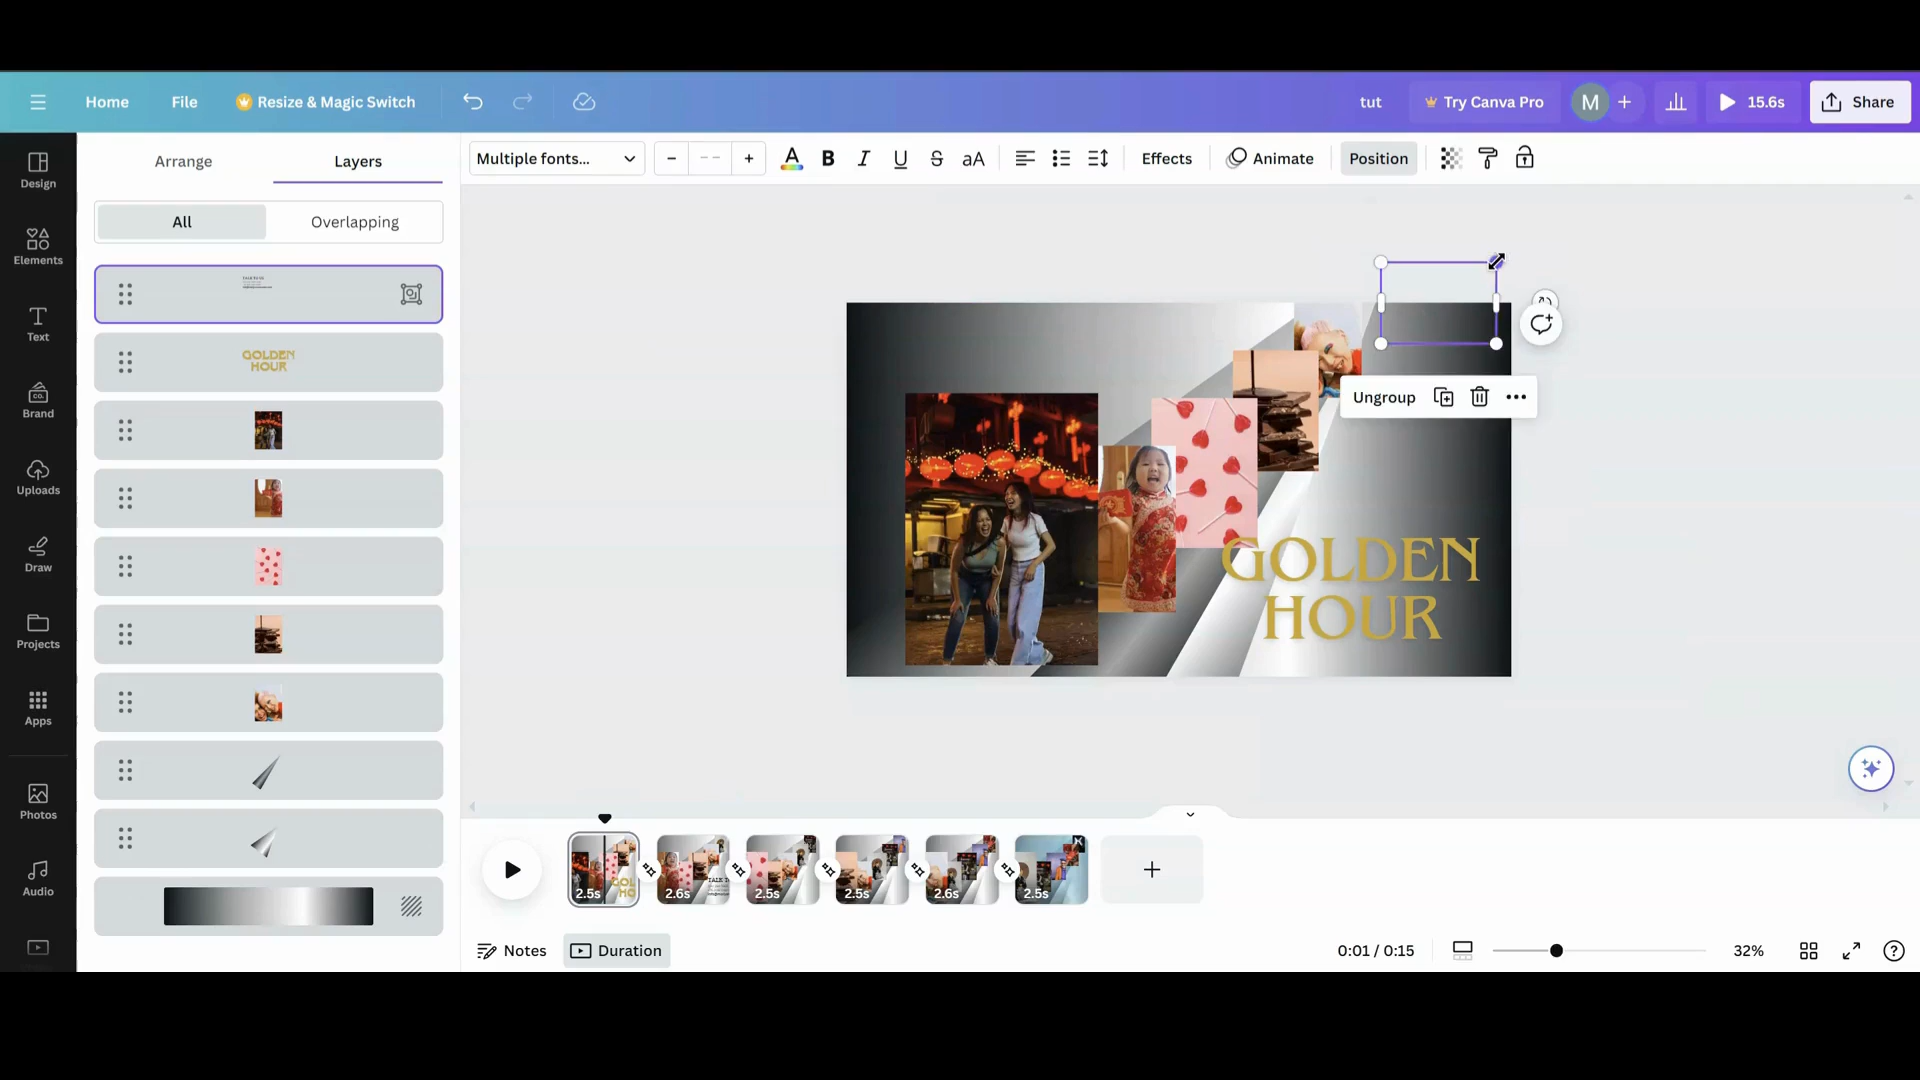 Home File Resize & Magic Switch tut Try Canva Pro M 15.6s Share
Arrange Layers
Multiple fonts... – -- + A B I U S aA Effects Animate Position
Design
All Overlapping
Elements
Text
GOLDEN
HOUR
Brand
Ungroup
Uploads
Draw
GOLDEN
HOUR
Projects
Apps
Photos
Audio
2.5s 2.6s 2.5s 2.5s 2.6s 2.5s
Notes Duration 0:01 / 0:15 32%